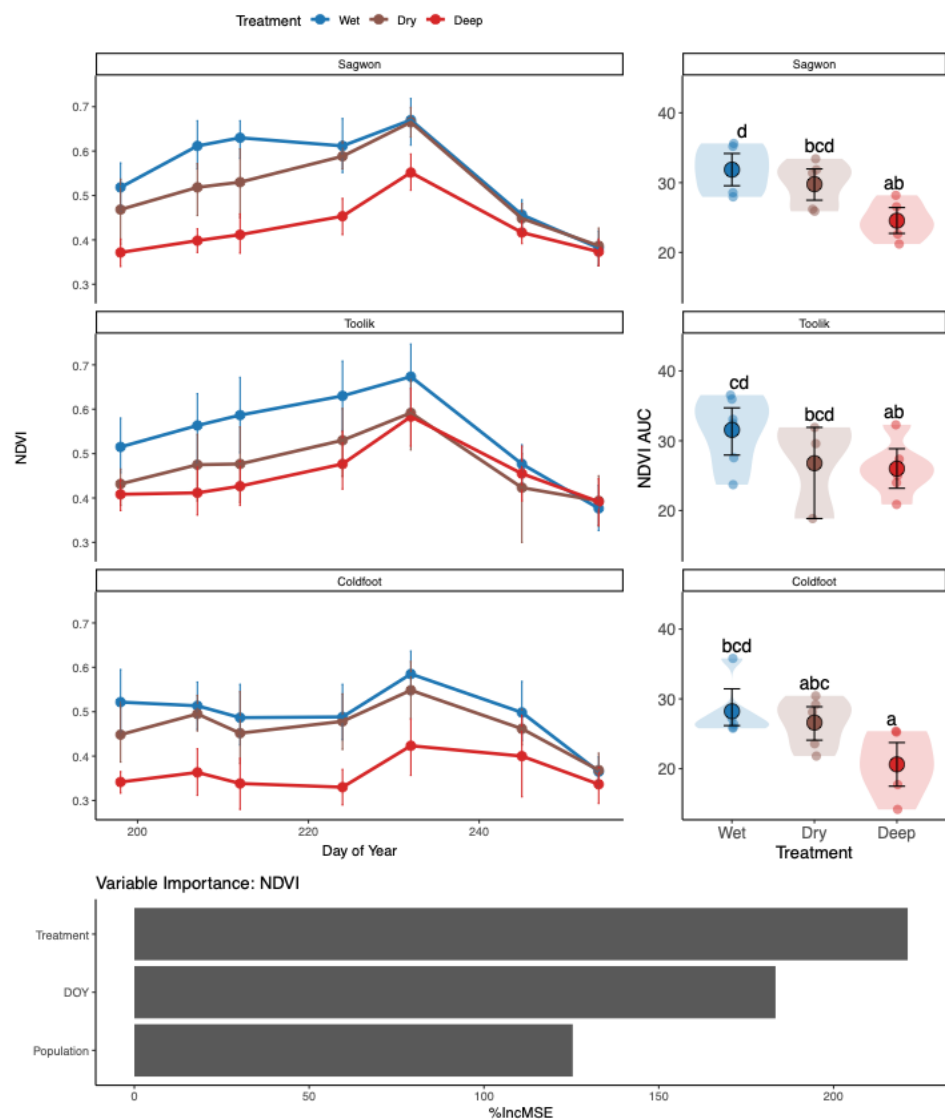 Treatment Wet Dry Deep
Sagwon
0.7
0.6
0.5
0.4
0.3
Toolik
0.7
0.6
0.5
0.4
0.3
NDVI
Coldfoot
0.7
0.6
0.5
0.4
0.3
200 220 240
Day of Year
Sagwon
40
30
20
d
bcd
ab
Toolik
40
30
20
cd
bcd
ab
NDVI AUC
Coldfoot
40
30
20
bcd
abc
a
Wet Dry Deep
Treatment
Variable Importance: NDVI
Treatment
DOY
Population
0 50 100 150 200
%IncMSE